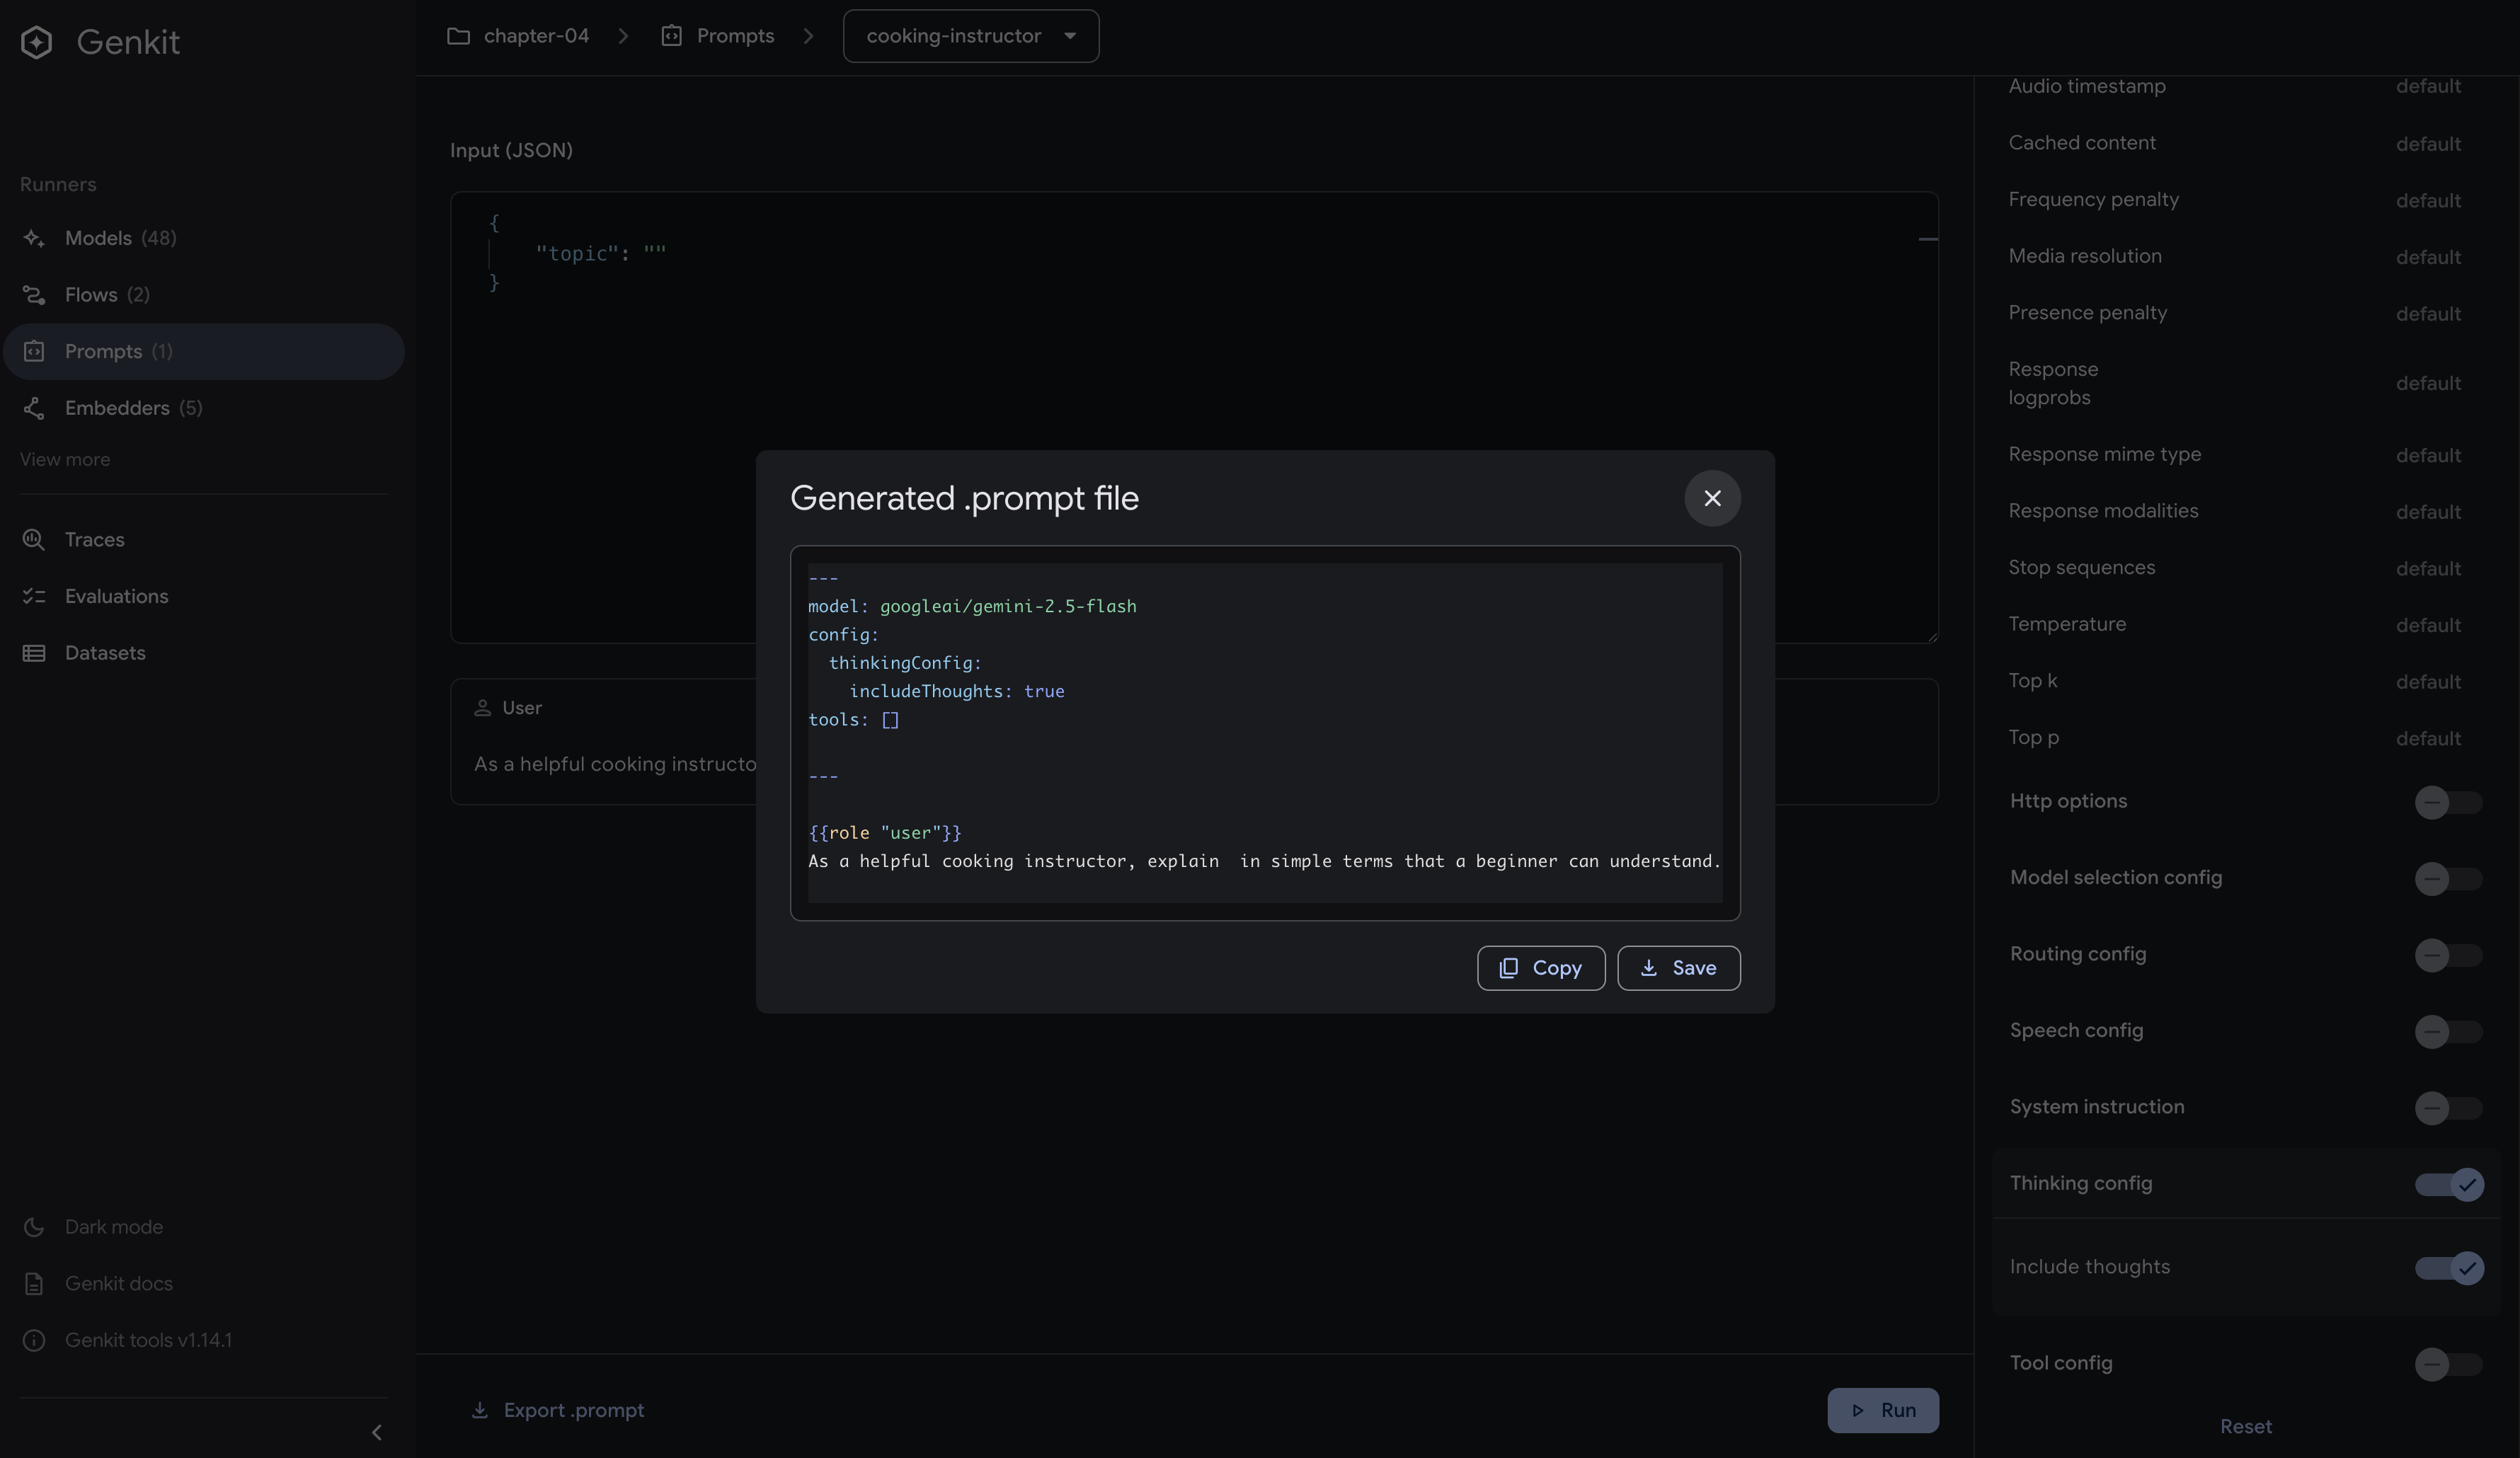 Genkit
Runners
Models (48)
Flows (2)
Prompts (1)
Embedders (5)
View more
Traces
Evaluations
Datasets
Dark mode
Genkit docs
Genkit tools v1.14.1
chapter-04
Prompts
cooking-instructor
Input (JSON)
{
"topic": ""
}
User
As a helpful cooking instructo
Export .prompt
Run
Generated .prompt file
---
model: googleai/gemini-2.5-flash
config:
thinkingConfig:
includeThoughts: true
tools: []
---
{{role "user"}}
As a helpful cooking instructor, explain  in simple terms that a beginner can understand.
Copy
Save
Audio timestamp default
Cached content default
Frequency penalty default
Media resolution default
Presence penalty default
Response
logprobs default
Response mime type default
Response modalities default
Stop sequences default
Temperature default
Top k default
Top p default
Http options
Model selection config
Routing config
Speech config
System instruction
Thinking config
Include thoughts
Tool config
Reset